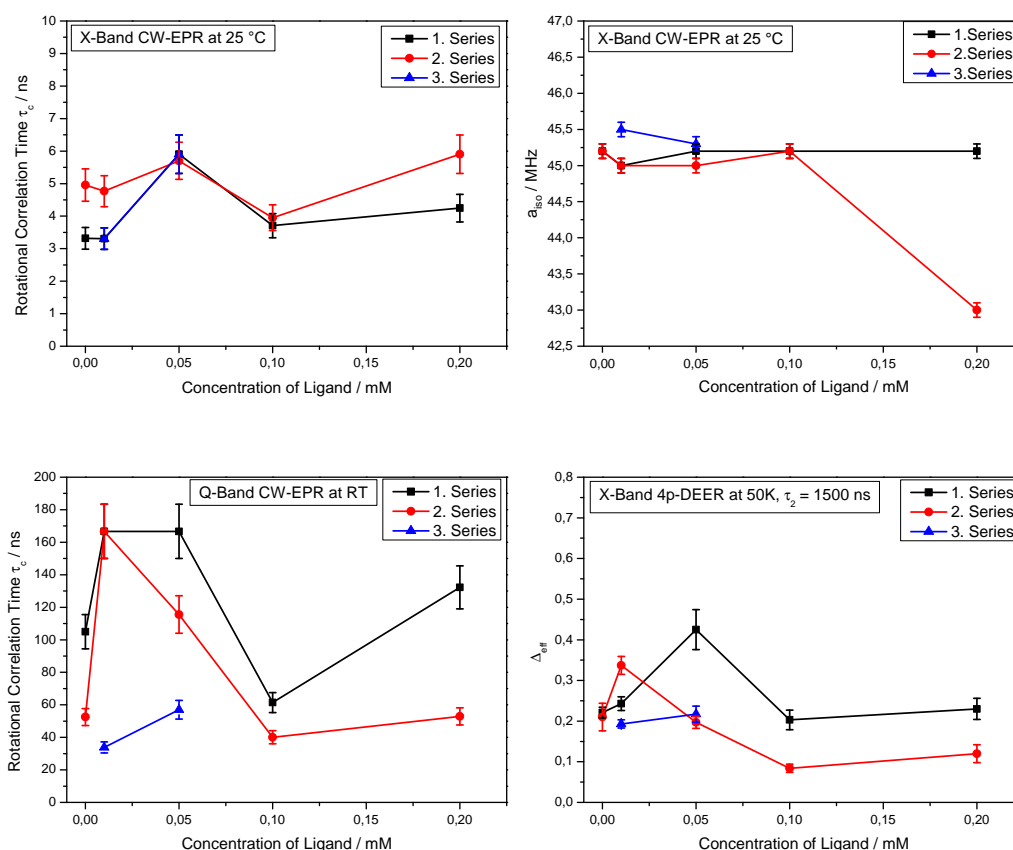 X-Band CW-EPR at 25 °C
1. Series
2. Series
3. Series
Rotational Correlation Time τc / ns
10
9
8
7
6
5
4
3
2
1
0
0,00 0,05 0,10 0,15 0,20
Concentration of Ligand / mM
X-Band CW-EPR at 25 °C
1.Series
2.Series
3.Series
aiso / MHz
47,0
46,5
46,0
45,5
45,0
44,5
44,0
43,5
43,0
42,5
0,00 0,05 0,10 0,15 0,20
Concentration of Ligand / mM
Q-Band CW-EPR at RT
1. Series
2. Series
3. Series
Rotational Correlation Time τc / ns
200
180
160
140
120
100
80
60
40
20
0
0,00 0,05 0,10 0,15 0,20
Concentration of Ligand / mM
X-Band 4p-DEER at 50K, τ2 = 1500 ns
1. Series
2. Series
3. Series
Δeff
0,8
0,7
0,6
0,5
0,4
0,3
0,2
0,1
0,0
0,00 0,05 0,10 0,15 0,20
Concentration of Ligand / mM